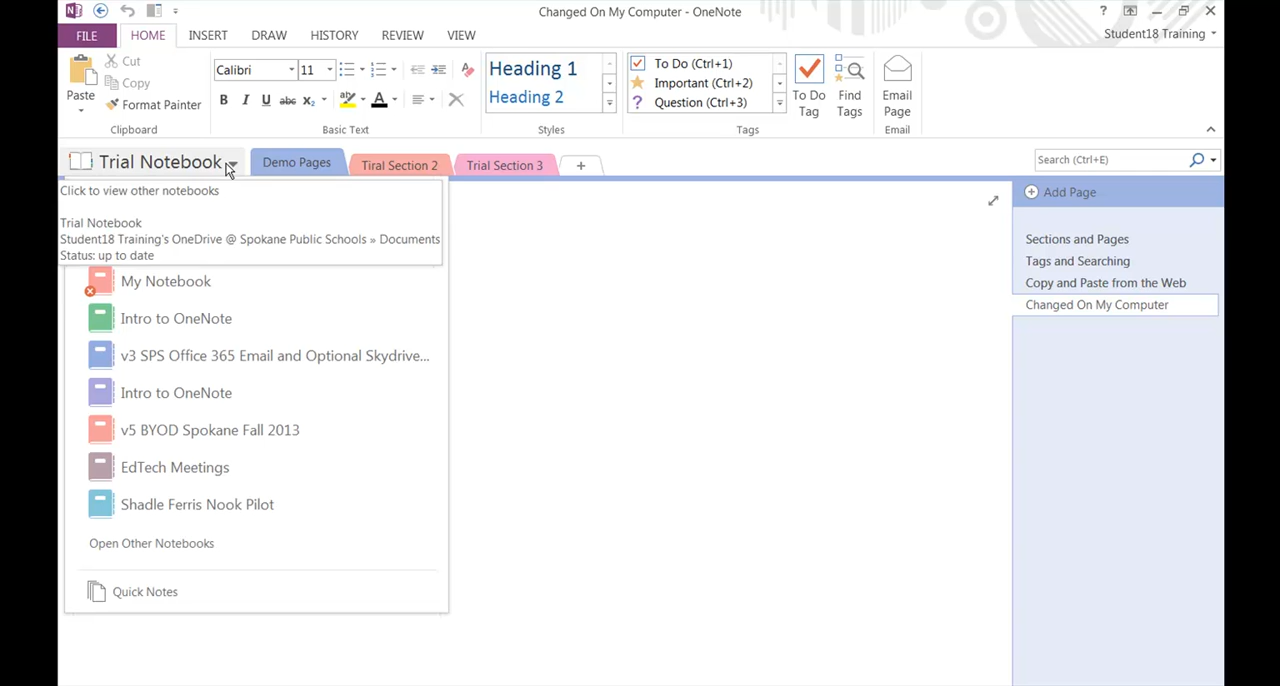 Changed On My Computer - OneNote
?
FILE HOME INSERT DRAW HISTORY REVIEW VIEW
Student18 Training
Paste
Cut
Copy
Format Painter
Clipboard
Calibri 11
B I U abc X₂ A
Basic Text
Heading 1
Heading 2
Styles
To Do (Ctrl+1)
Important (Ctrl+2)
? Question (Ctrl+3)
Tags
To Do
Tag
Find
Tags
Email
Page
Email
Trial Notebook Demo Pages Tiral Section 2 Trial Section 3 +
Search (Ctrl+E)
Click to view other notebooks
Trial Notebook
Student18 Training's OneDrive @ Spokane Public Schools » Documents
Status: up to date
My Notebook
Intro to OneNote
v3 SPS Office 365 Email and Optional Skydrive...
Intro to OneNote
v5 BYOD Spokane Fall 2013
EdTech Meetings
Shadle Ferris Nook Pilot
Open Other Notebooks
Quick Notes
Add Page
Sections and Pages
Tags and Searching
Copy and Paste from the Web
Changed On My Computer